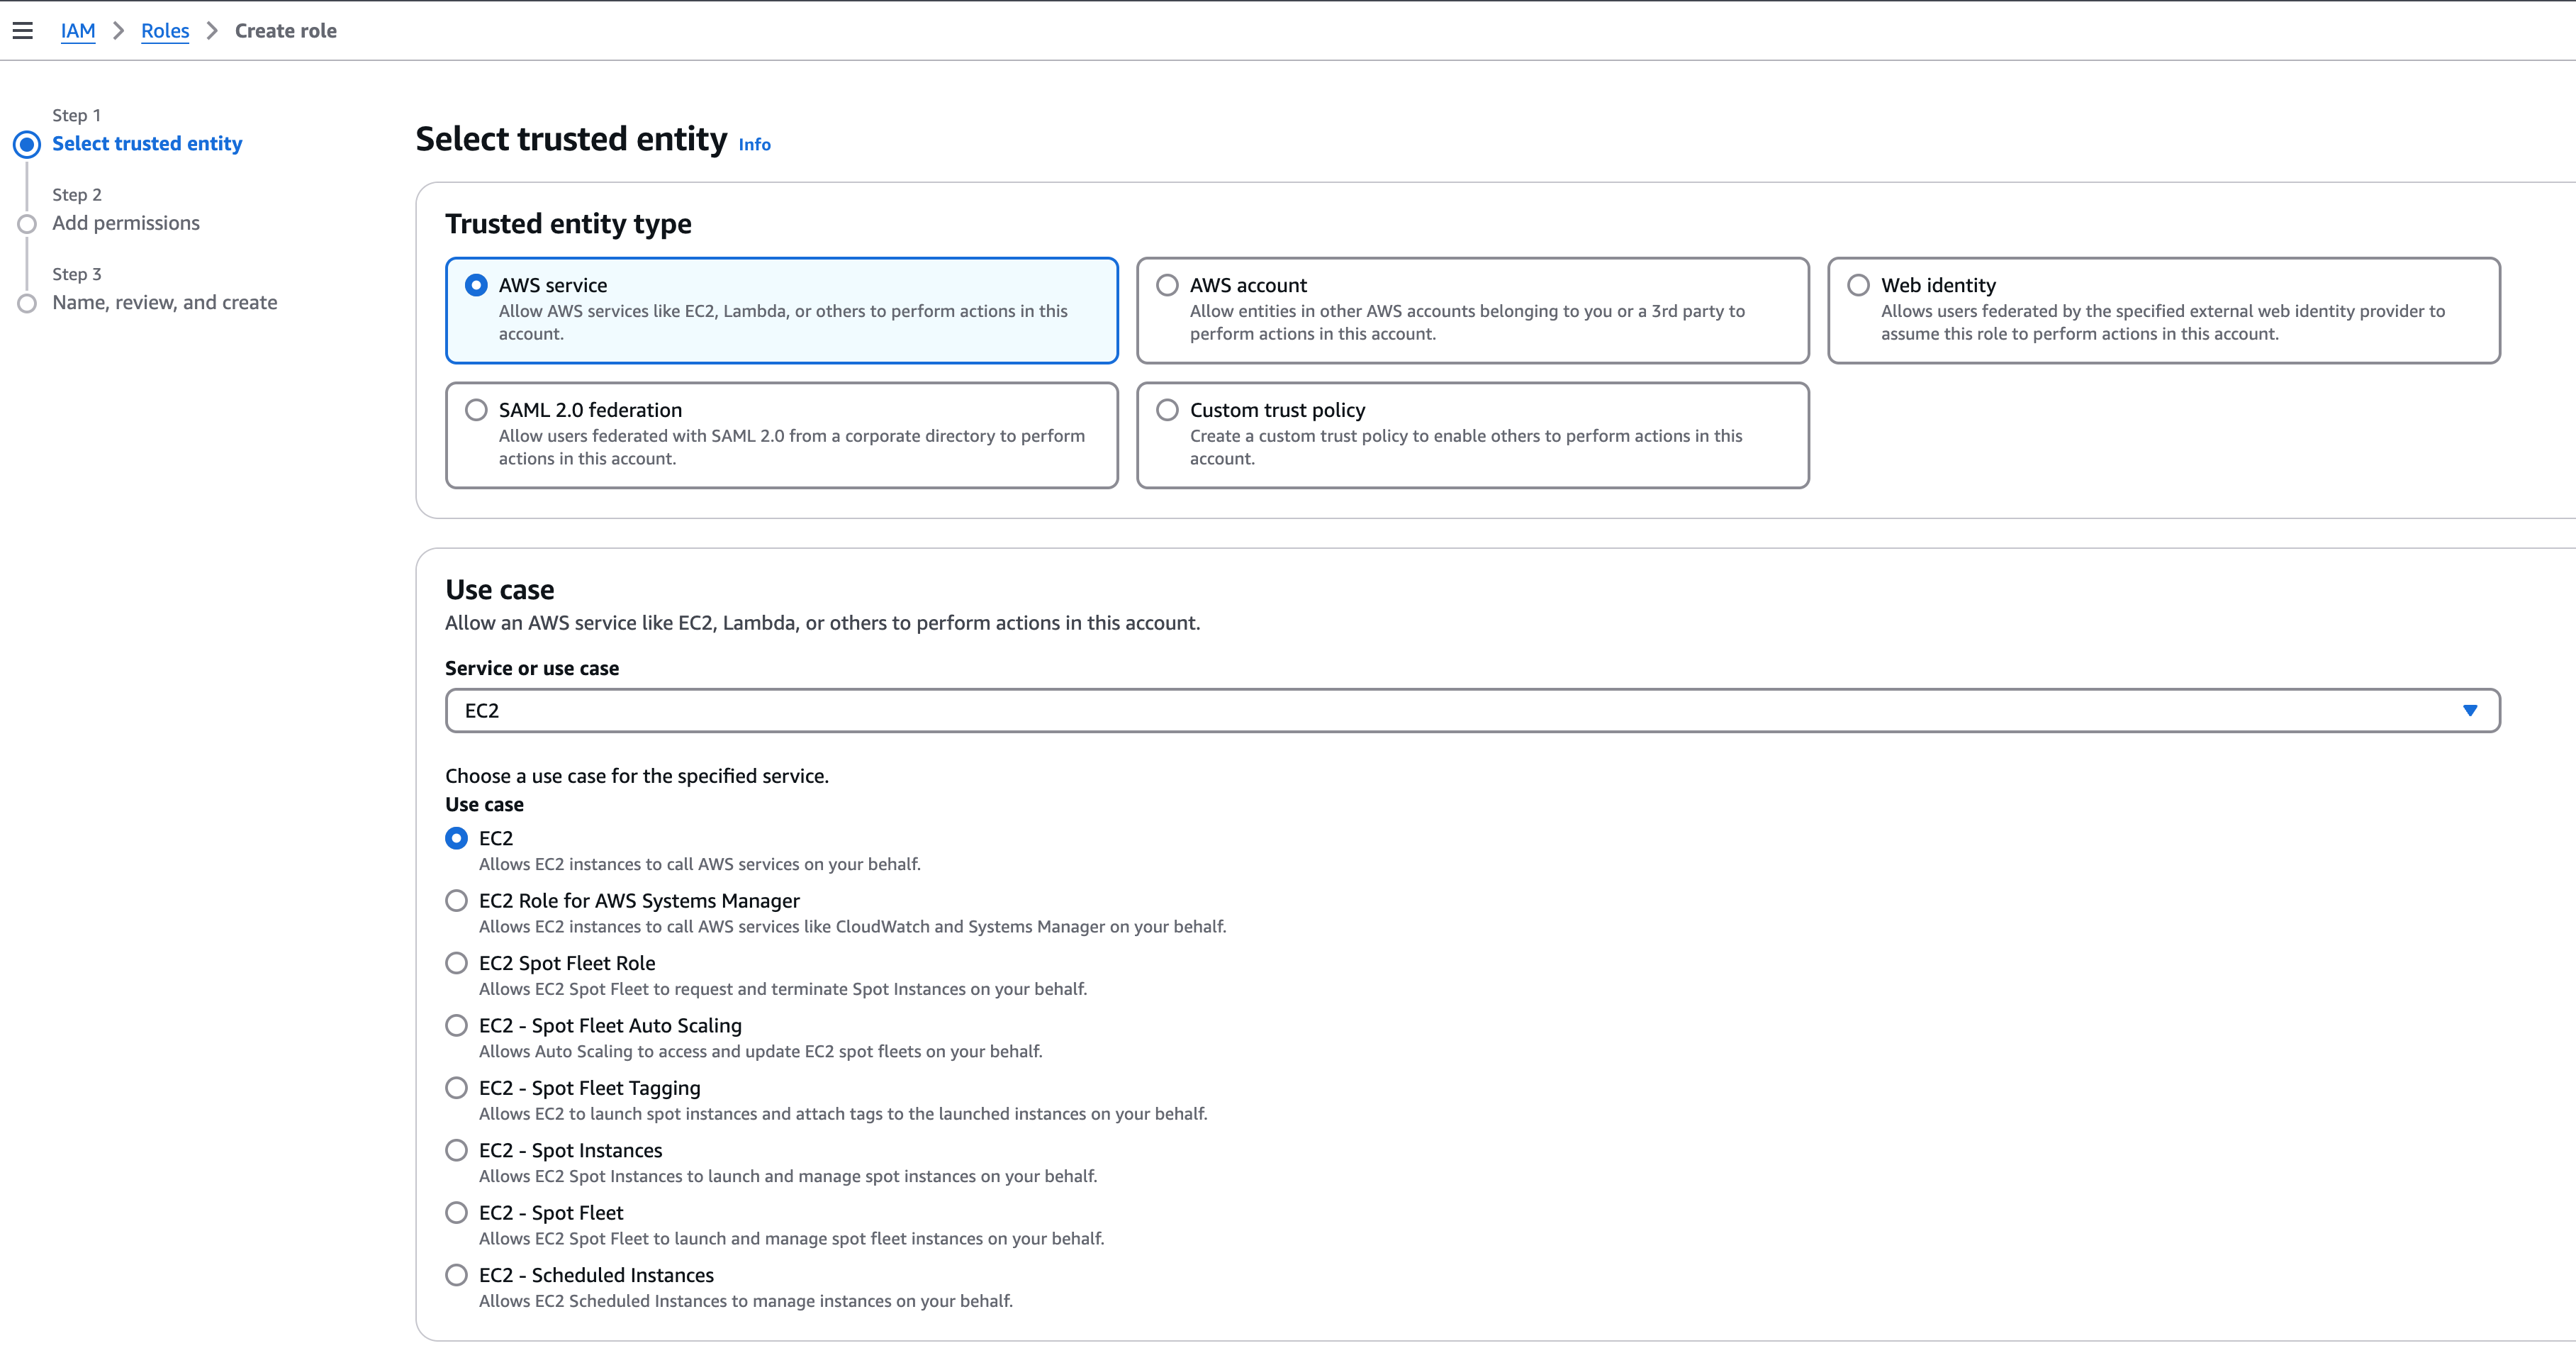 IAM > Roles > Create role
Step 1
Select trusted entity
Step 2
Add permissions
Step 3
Name, review, and create
Select trusted entity Info
Trusted entity type
AWS service
Allow AWS services like EC2, Lambda, or others to perform actions in this
account.
AWS account
Allow entities in other AWS accounts belonging to you or a 3rd party to
perform actions in this account.
Web identity
Allows users federated by the specified external web identity provider to
assume this role to perform actions in this account.
SAML 2.0 federation
Allow users federated with SAML 2.0 from a corporate directory to perform
actions in this account.
Custom trust policy
Create a custom trust policy to enable others to perform actions in this
account.
Use case
Allow an AWS service like EC2, Lambda, or others to perform actions in this account.
Service or use case
EC2
Choose a use case for the specified service.
Use case
EC2
Allows EC2 instances to call AWS services on your behalf.
EC2 Role for AWS Systems Manager
Allows EC2 instances to call AWS services like CloudWatch and Systems Manager on your behalf.
EC2 Spot Fleet Role
Allows EC2 Spot Fleet to request and terminate Spot Instances on your behalf.
EC2 - Spot Fleet Auto Scaling
Allows Auto Scaling to access and update EC2 spot fleets on your behalf.
EC2 - Spot Fleet Tagging
Allows EC2 to launch spot instances and attach tags to the launched instances on your behalf.
EC2 - Spot Instances
Allows EC2 Spot Instances to launch and manage spot instances on your behalf.
EC2 - Spot Fleet
Allows EC2 Spot Fleet to launch and manage spot fleet instances on your behalf.
EC2 - Scheduled Instances
Allows EC2 Scheduled Instances to manage instances on your behalf.